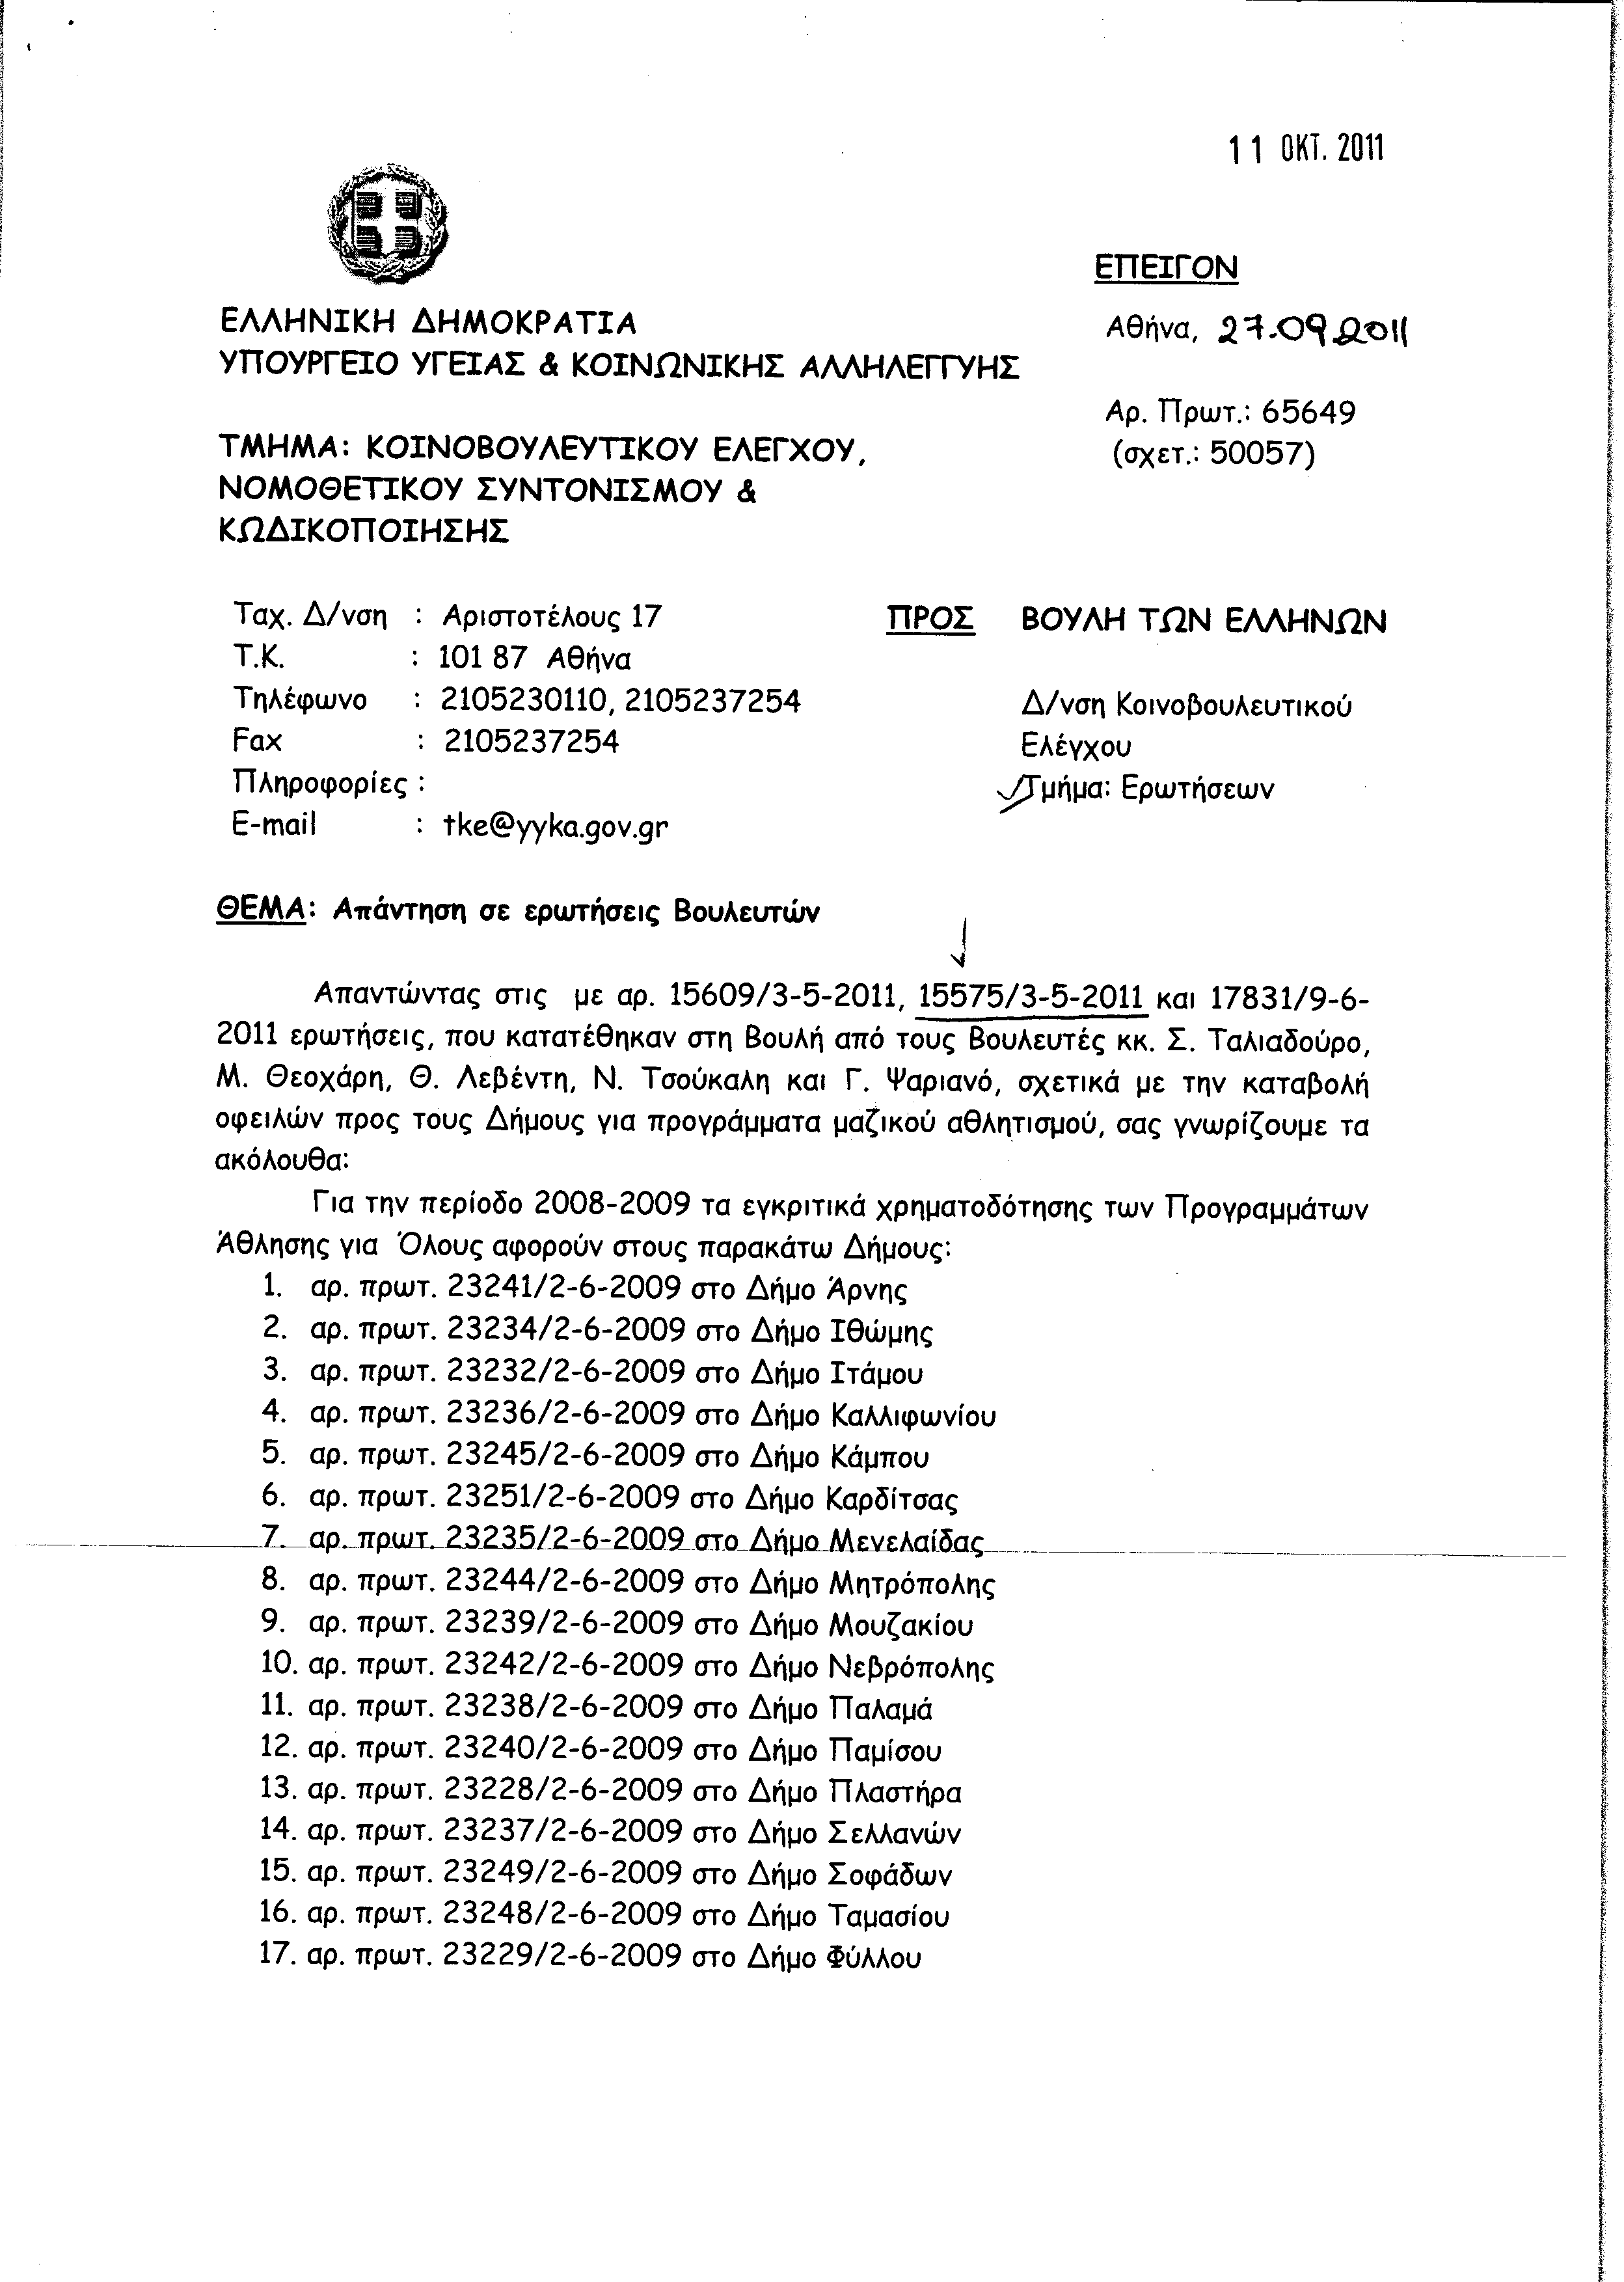 11 ΟΚΤ. 2011
ΕΠΕΙΓΟΝ
ΕΛΛΗΝΙΚΗ ΔΗΜΟΚΡΑΤΙΑ
Αθήνα, 27.09.2011
ΥΠΟΥΡΓΕΙΟ ΥΓΕΙΑΣ & ΚΟΙΝΩΝΙΚΗΣ ΑΛΛΗΛΕΓΓΥΗΣ
Αρ. Πρωτ.: 65649
ΤΜΗΜΑ: ΚΟΙΝΟΒΟΥΛΕΥΤΙΚΟΥ ΕΛΕΓΧΟΥ,
(σχετ.: 50057)
ΝΟΜΟΘΕΤΙΚΟΥ ΣΥΝΤΟΝΙΣΜΟΥ &
ΚΩΔΙΚΟΠΟΙΗΣΗΣ
Ταχ. Δ/νση : Αριστοτέλους 17
Τ.Κ. : 101 87 Αθήνα
Τηλέφωνο : 2105230110, 2105237254
Fax : 2105237254
Πληροφορίες :
E-mail : tke@yyka.gov.gr
ΠΡΟΣ ΒΟΥΛΗ ΤΩΝ ΕΛΛΗΝΩΝ
Δ/νση Κοινοβουλευτικού
Ελέγχου
Τμήμα: Ερωτήσεων
ΘΕΜΑ: Απάντηση σε ερωτήσεις Βουλευτών
Απαντώντας στις με αρ. 15609/3-5-2011, 15575/3-5-2011 και 17831/9-6-
2011 ερωτήσεις, που κατατέθηκαν στη Βουλή από τους Βουλευτές κκ. Σ. Ταλιαδούρο,
Μ. Θεοχάρη, Θ. Λεβέντη, Ν. Τσούκαλη και Γ. Ψαριανό, σχετικά με την καταβολή
οφειλών προς τους Δήμους για προγράμματα μαζικού αθλητισμού, σας γνωρίζουμε τα
ακόλουθα:
Για την περίοδο 2008-2009 τα εγκριτικά χρηματοδότησης των Προγραμμάτων
Άθλησης για Όλους αφορούν στους παρακάτω Δήμους:
1. αρ. πρωτ. 23241/2-6-2009 στο Δήμο Άρνης
2. αρ. πρωτ. 23234/2-6-2009 στο Δήμο Ιθώμης
3. αρ. πρωτ. 23232/2-6-2009 στο Δήμο Ιτάμου
4. αρ. πρωτ. 23236/2-6-2009 στο Δήμο Καλλιφωνίου
5. αρ. πρωτ. 23245/2-6-2009 στο Δήμο Κάμπου
6. αρ. πρωτ. 23251/2-6-2009 στο Δήμο Καρδίτσας
7. αρ. πρωτ. 23235/2-6-2009 στο Δήμο Μενελαίδας
8. αρ. πρωτ. 23244/2-6-2009 στο Δήμο Μητρόπολης
9. αρ. πρωτ. 23239/2-6-2009 στο Δήμο Μουζακίου
10. αρ. πρωτ. 23242/2-6-2009 στο Δήμο Νεβρόπολης
11. αρ. πρωτ. 23238/2-6-2009 στο Δήμο Παλαμά
12. αρ. πρωτ. 23240/2-6-2009 στο Δήμο Παμίσου
13. αρ. πρωτ. 23228/2-6-2009 στο Δήμο Πλαστήρα
14. αρ. πρωτ. 23237/2-6-2009 στο Δήμο Σελλανών
15. αρ. πρωτ. 23249/2-6-2009 στο Δήμο Σοφάδων
16. αρ. πρωτ. 23248/2-6-2009 στο Δήμο Ταμασίου
17. αρ. πρωτ. 23229/2-6-2009 στο Δήμο Φύλλου